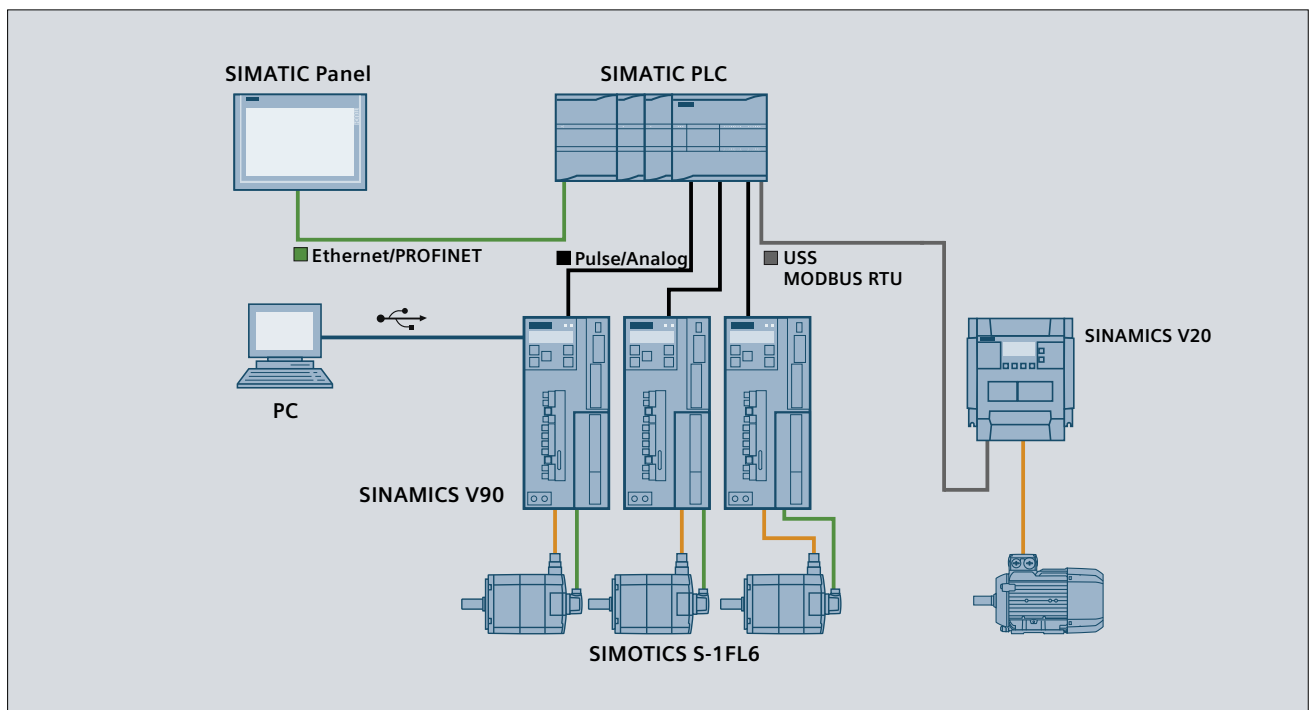 SIMATIC Panel
SIMATIC PLC
Ethernet/PROFINET
Pulse/Analog
USS
MODBUS RTU
SINAMICS V20
PC
SINAMICS V90
SIMOTICS S-1FL6